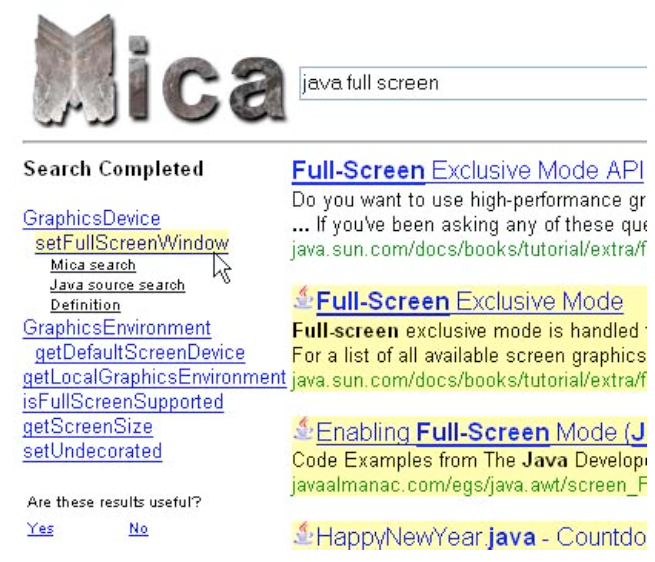 Mica
java full screen
Search Completed
GraphicsDevice
setFullScreenWindow
Mica search
Java source search
Definition
GraphicsEnvironment
getDefaultScreenDevice
getLocalGraphicsEnvironment
isFullScreenSupported
getScreenSize
setUndecorated
Are these results useful?
Yes No
Full-Screen Exclusive Mode API
Do you want to use high-performance gr
... If you've been asking any of these que
java.sun.com/docs/books/tutorial/extra/f
Full-Screen Exclusive Mode
Full-screen exclusive mode is handled
For a list of all available screen graphics
java.sun.com/docs/books/tutorial/extra/f
Enabling Full-Screen Mode (J
Code Examples from The Java Develop
javaalmanac.com/egs/java.awt/screen_F
HappyNewYear.java - Countdo